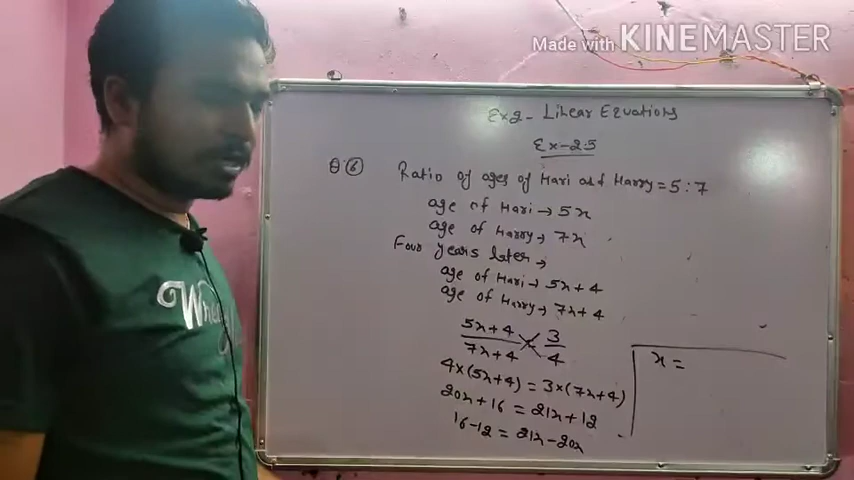 Made with KINEMASTER
Ex2- Linear Equations
Ex-2.5
Q(6) Ratio of ages of Hari and Harry = 5:7
age of Hari → 5x
age of Harry → 7x
Four years later →
age of Hari → 5x+4
age of Harry → 7x+4
5x+4/7x+4 = 3/4
4×(5x+4) = 3×(7x+4)
20x+16 = 21x+12
16-12 = 21x-20x
x =